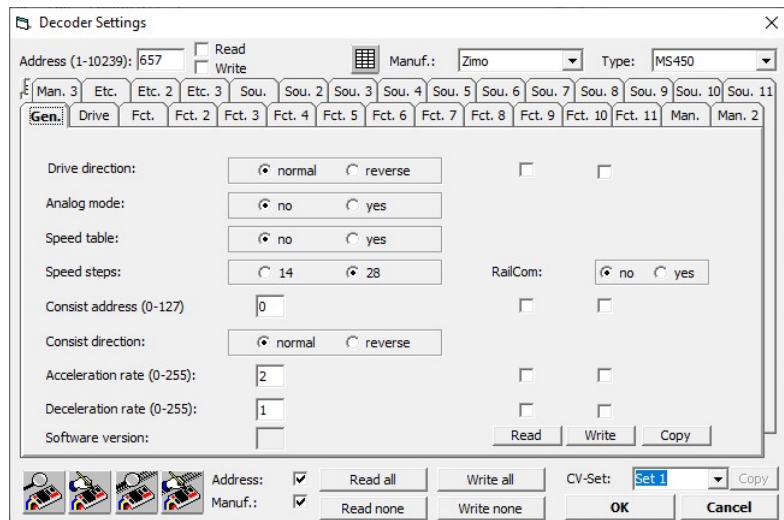 Decoder Settings
Address (1-10239): 657 Read Write Manuf.: Zimo Type: MS450
Man. 3 Etc. Etc. 2 Etc. 3 Sou. Sou. 2 Sou. 3 Sou. 4 Sou. 5 Sou. 6 Sou. 7 Sou. 8 Sou. 9 Sou. 10 Sou. 11
Gen. Drive Fct. Fct. 2 Fct. 3 Fct. 4 Fct. 5 Fct. 6 Fct. 7 Fct. 8 Fct. 9 Fct. 10 Fct. 11 Man. Man. 2
Drive direction: normal reverse
Analog mode: no yes
Speed table: no yes
Speed steps: 14 28 RailCom: no yes
Consist address (0-127) 0
Consist direction: normal reverse
Acceleration rate (0-255): 2
Deceleration rate (0-255): 1
Software version: Read Write Copy
Address: Read all Write all CV-Set: Set 1 Copy
Manuf.: Read none Write none OK Cancel